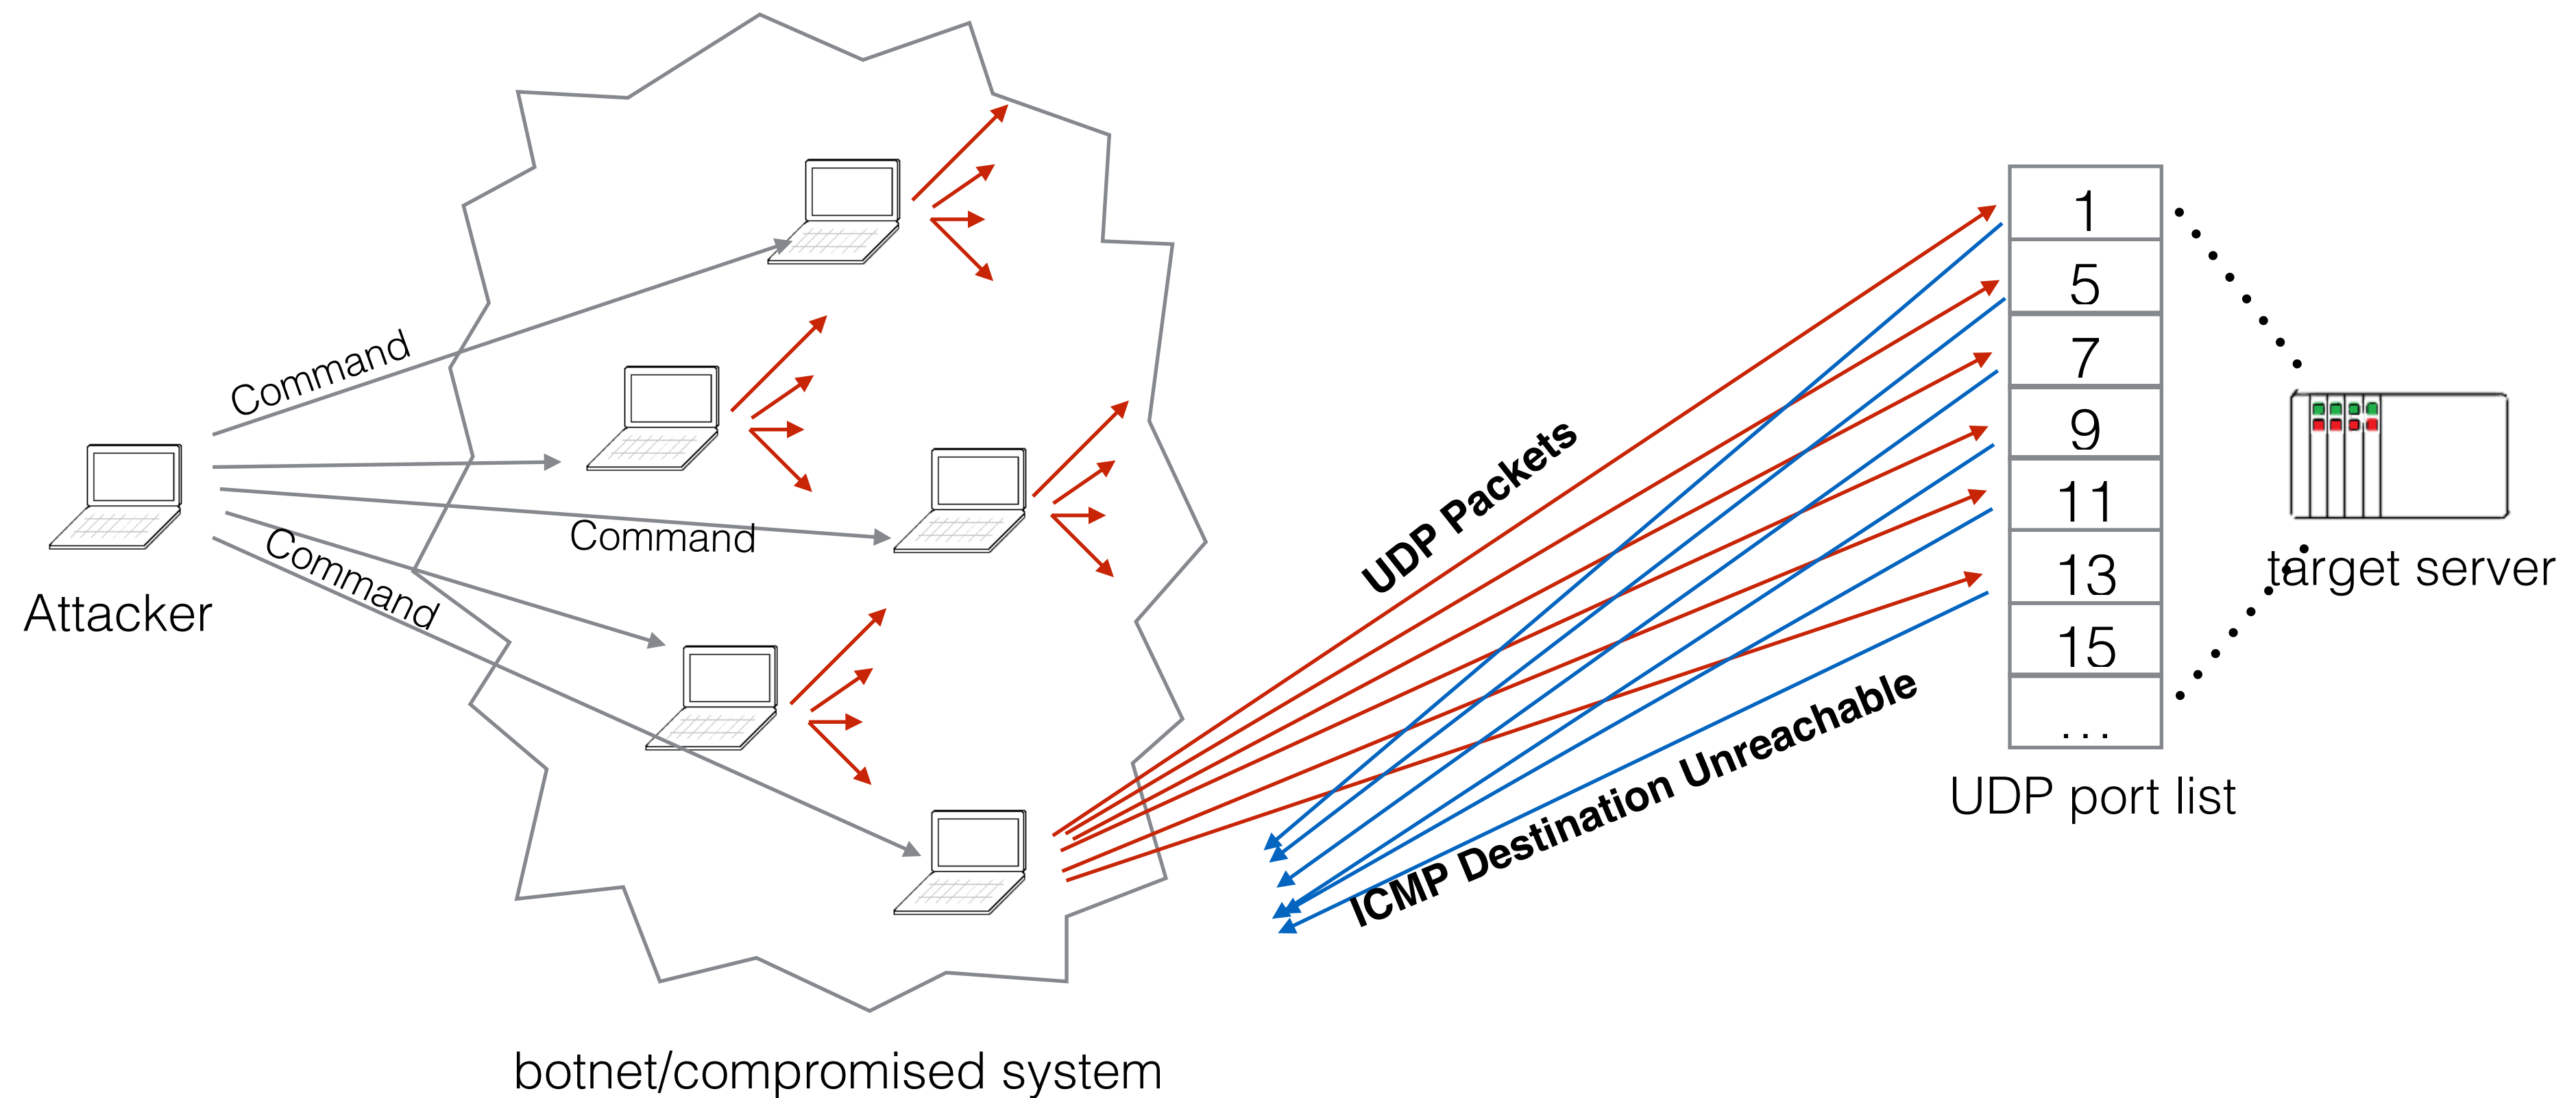 Command
Command
Command
Attacker
botnet/compromised system
UDP Packets
ICMP Destination Unreachable
1
5
7
9
11
13
15
...
UDP port list
target server